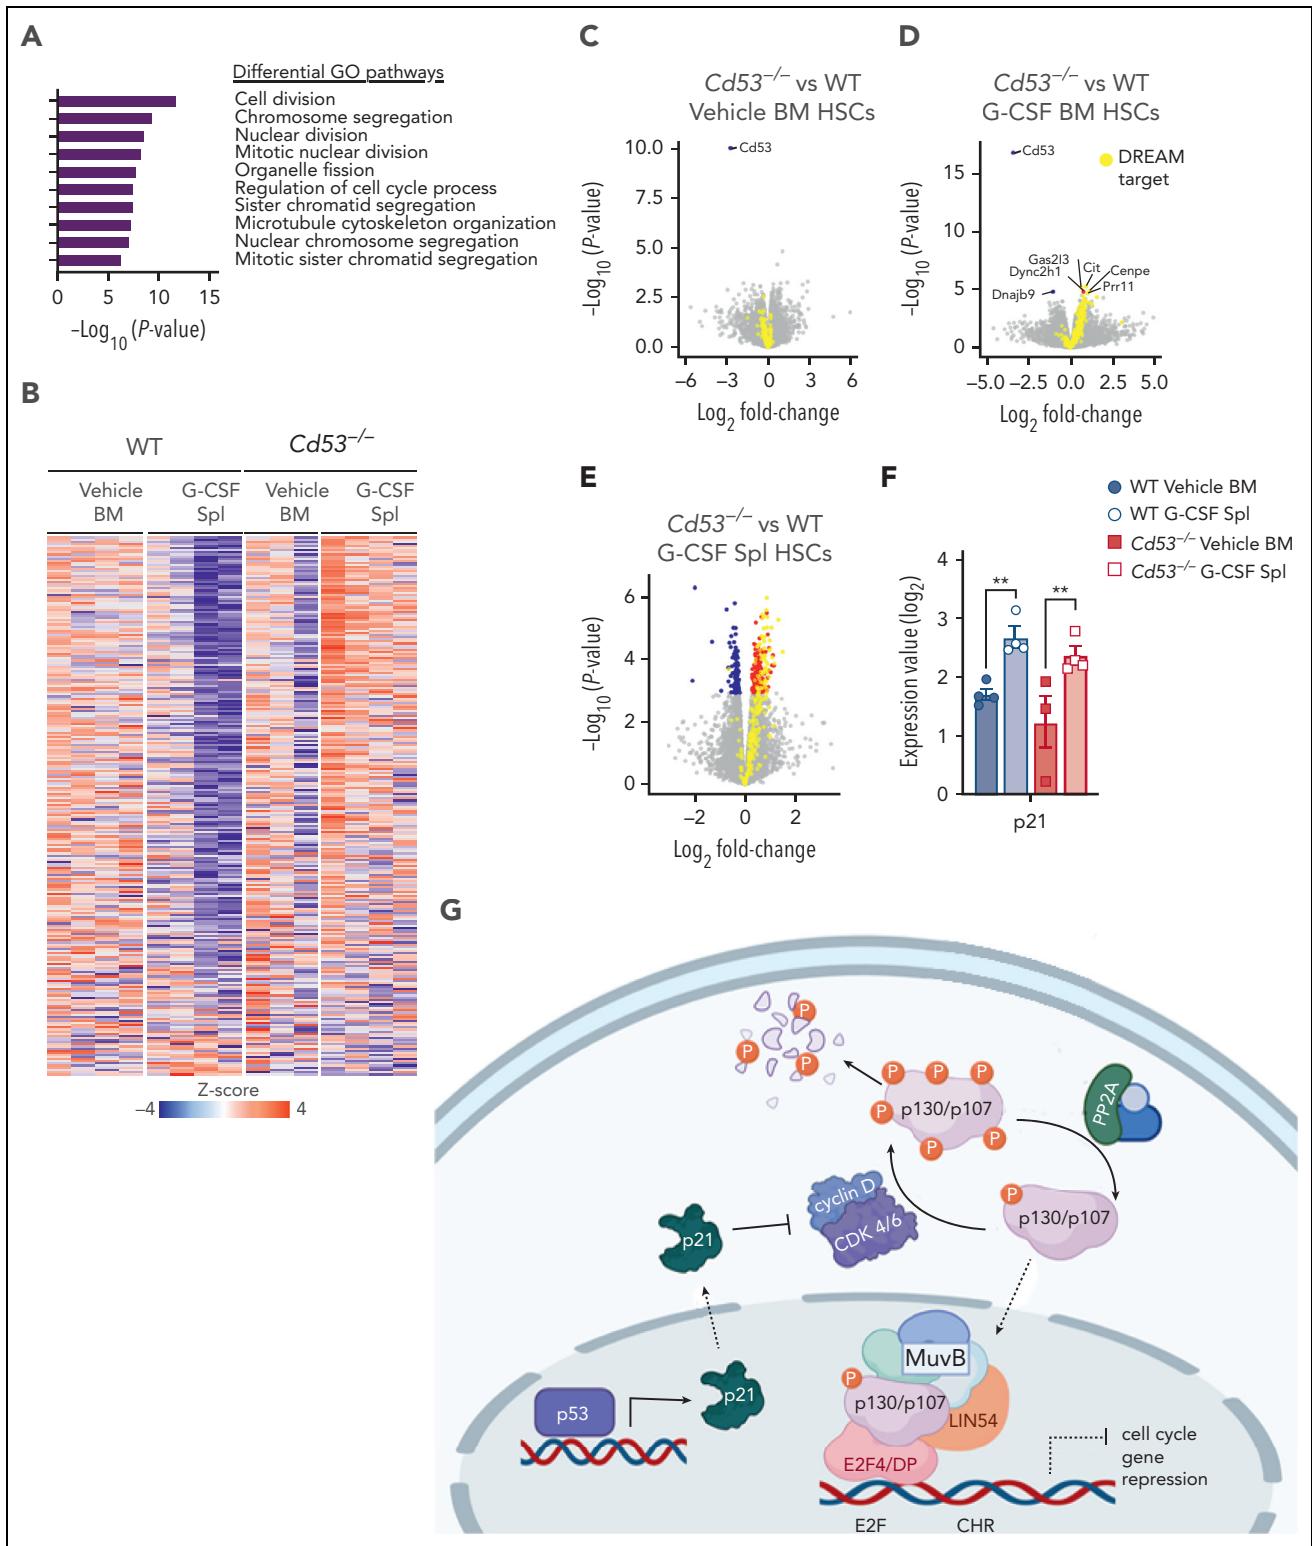 A
Differential GO pathways
Cell division
Chromosome segregation
Nuclear division
Mitotic nuclear division
Organelle fission
Regulation of cell cycle process
Sister chromatid segregation
Microtubule cytoskeleton organization
Nuclear chromosome segregation
Mitotic sister chromatid segregation
0 5 10 15
–Log10 (P-value)
B
WT Cd53–/–
Vehicle BM
G-CSF Spl
Vehicle BM
G-CSF Spl
Z-score
–4 4
C
Cd53–/– vs WT
Vehicle BM HSCs
10.0
7.5
5.0
2.5
0.0
–Log10 (P-value)
Cd53
–6 –3 0 3 6
Log2 fold-change
D
Cd53–/– vs WT
G-CSF BM HSCs
15
10
5
0
–Log10 (P-value)
Cd53
DREAM
target
Gas2l3
Dync2h1
Cit
Cenpe
Prr11
Dnajb9
–5.0 –2.5 0.0 2.5 5.0
Log2 fold-change
E
Cd53–/– vs WT
G-CSF Spl HSCs
6
4
2
0
–Log10 (P-value)
–2 0 2
Log2 fold-change
F
WT Vehicle BM
WT G-CSF Spl
Cd53–/– Vehicle BM
Cd53–/– G-CSF Spl
4
3
2
1
0
Expression value (log2)
** **
p21
G
P
P
P
P P P
P
p130/p107
P
P
PP2A
P
p130/p107
cyclin D
CDK 4/6
p21
MuvB
P
p130/p107
LIN54
E2F4/DP
p53
p21
cell cycle
gene
repression
E2F CHR